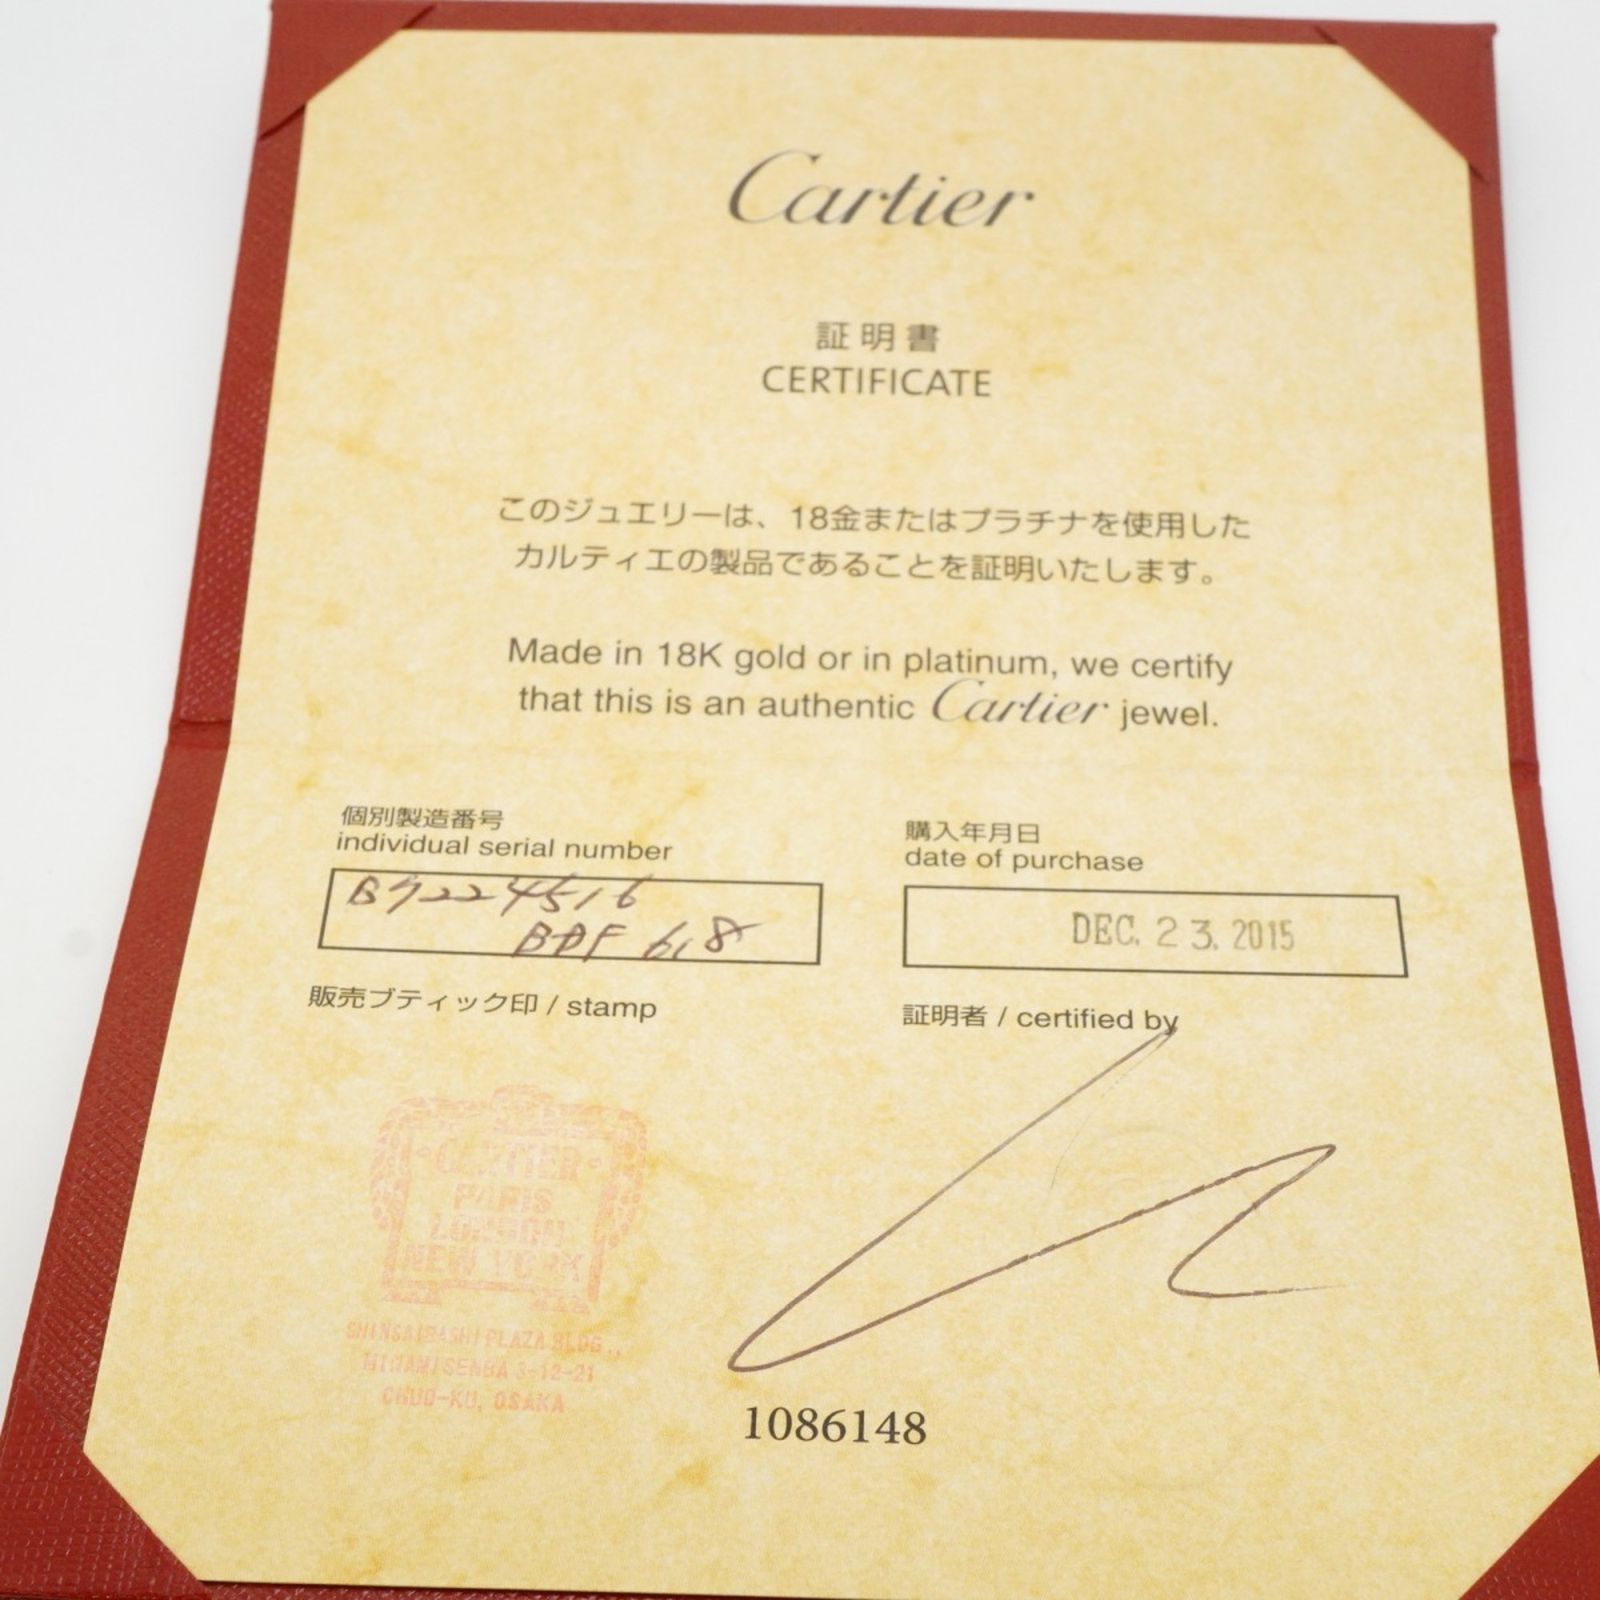 Cartier
証明書
CERTIFICATE
このジュエリーは、18金またはプラチナを使用した
カルティエの製品であることを証明いたします。
Made in 18K gold or in platinum, we certify
that this is an authentic Cartier jewel.
個別製造番号
individual serial number
B7224516
BDF 618
購入年月日
date of purchase
DEC. 23. 2015
販売ブティック印 / stamp
証明者 / certified by
CARTIER
PARIS
LONDON
NEW YORK
SHINSAIBASHI PLAZA BLDG.,
MINAMISENBA 3-12-21
CHUO-KU, OSAKA
1086148